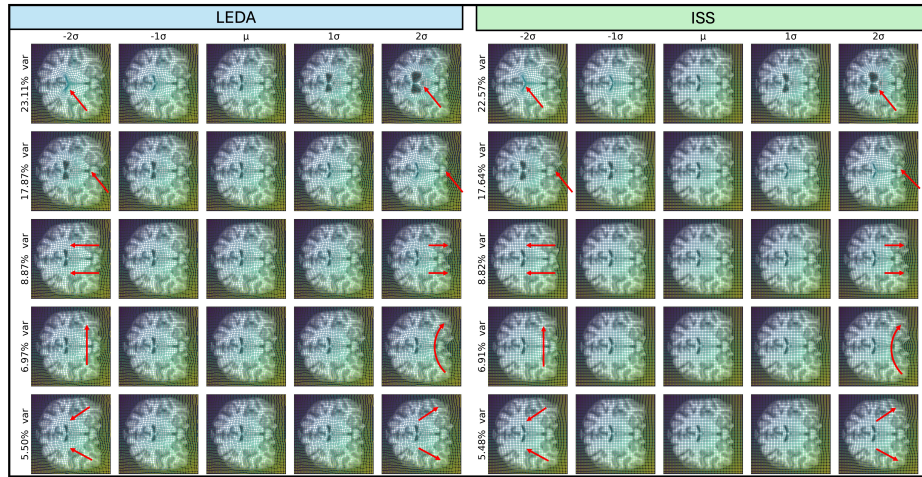 LEDA
ISS
-2σ -1σ μ 1σ 2σ
-2σ -1σ μ 1σ 2σ
23.11% var
22.57% var
17.87% var
17.64% var
8.87% var
8.82% var
6.97% var
6.91% var
5.50% var
5.48% var